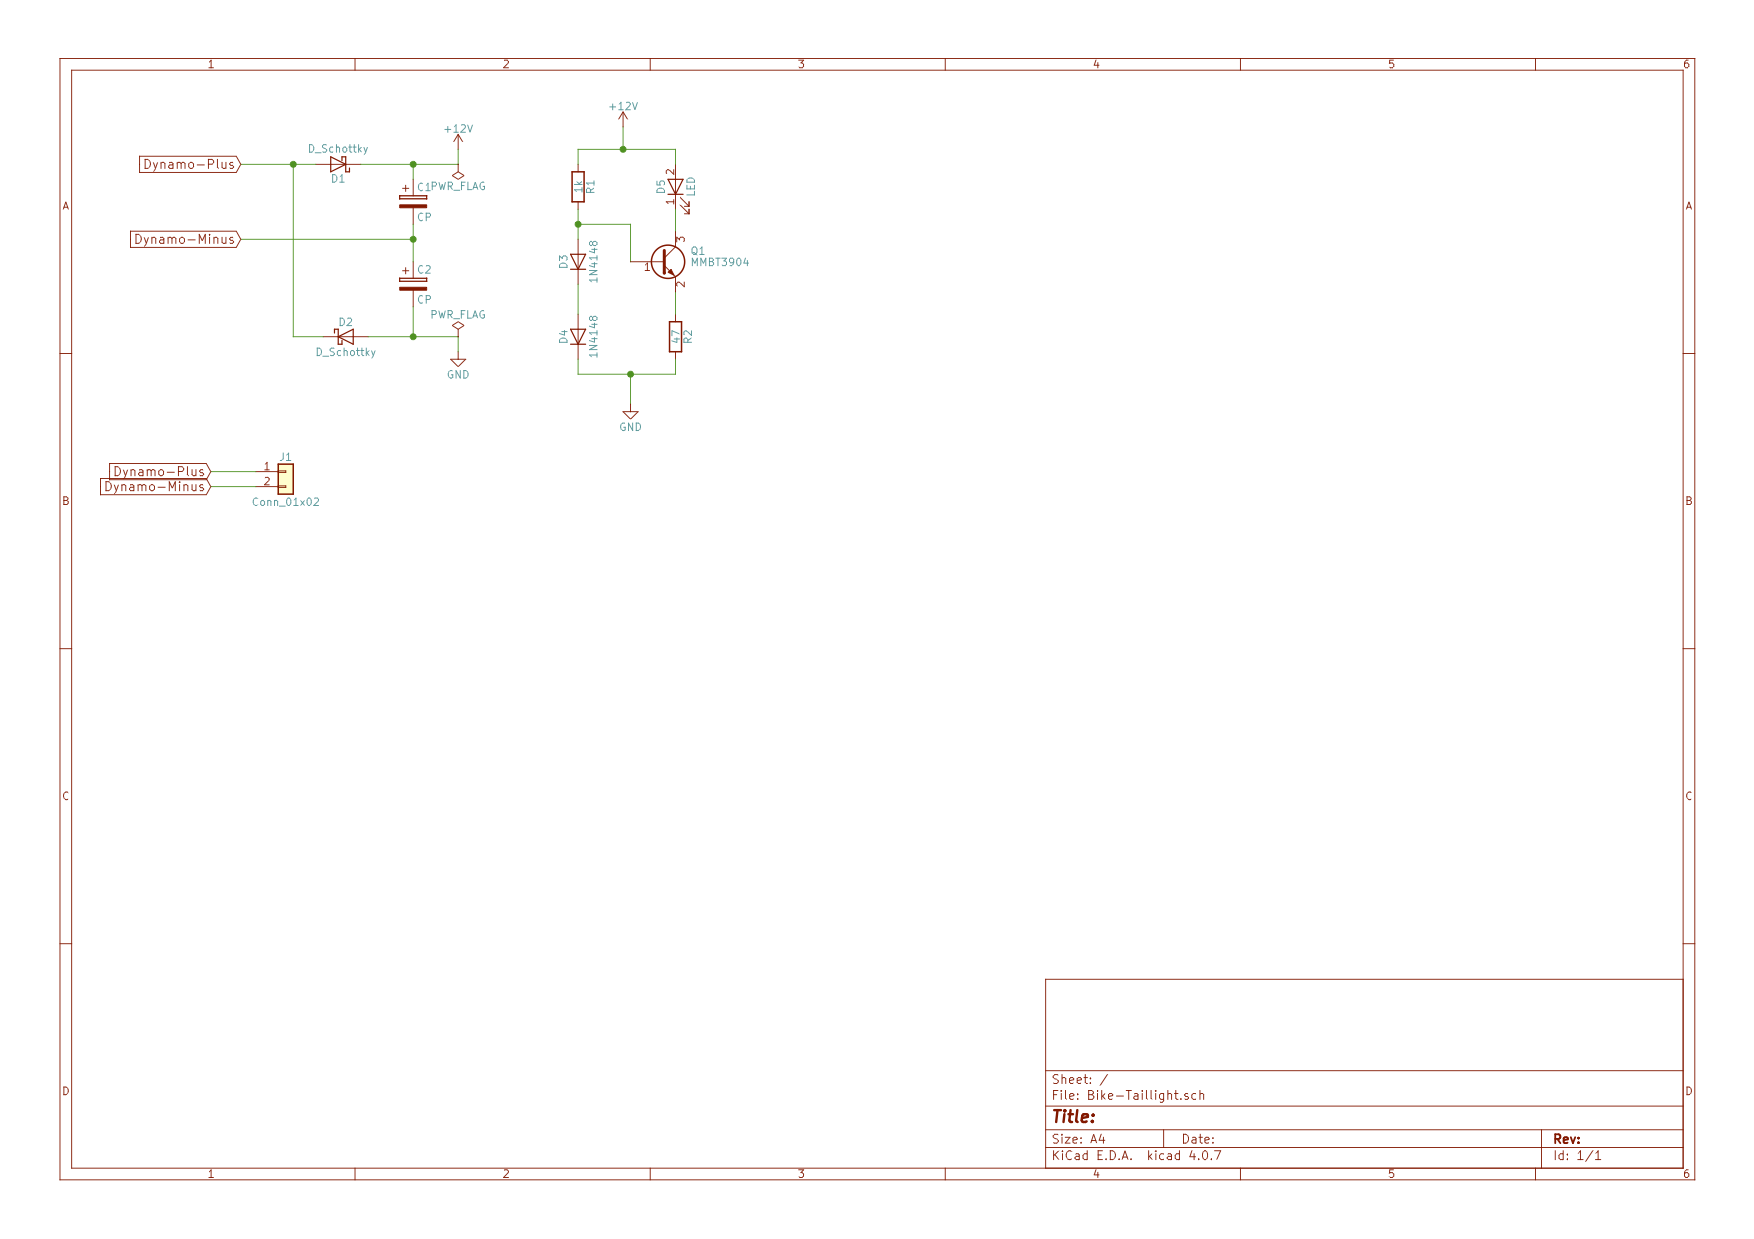 1 2 3 4 5 6
+12V
+12V
D_Schottky
Dynamo-Plus
D1
+ C1 PWR_FLAG
CP
1k
R1
2
D5
LED
1
A
A
Dynamo-Minus
3
Q1
MMBT3904
1
2
D3
1N4148
+ C2
CP
PWR_FLAG
D2
D_Schottky
D4
1N4148
47
R2
GND
GND
J1
Dynamo-Plus 1
Dynamo-Minus 2
Conn_01x02
B
B
C
C
D
D
Sheet: /
File: Bike-Taillight.sch
Title:
Size: A4 Date: Rev:
KiCad E.D.A. kicad 4.0.7 Id: 1/1
1 2 3 4 5 6